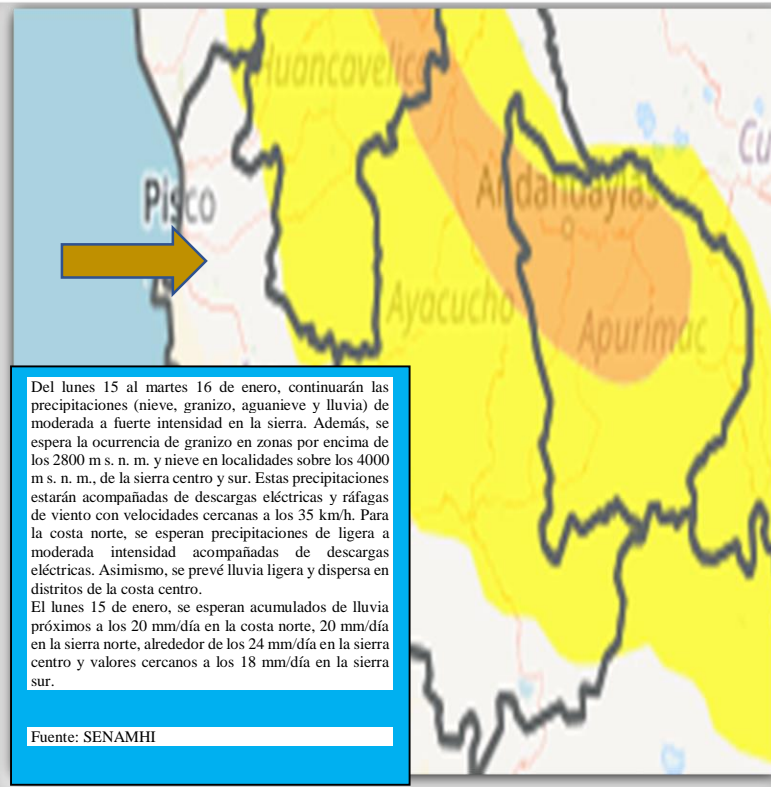 Huancavelica
Cu
Pisco
Andahuaylas
Ayacucho
Apurímac
Del lunes 15 al martes 16 de enero, continuarán las
precipitaciones (nieve, granizo, aguanieve y lluvia) de
moderada a fuerte intensidad en la sierra. Además, se
espera la ocurrencia de granizo en zonas por encima de
los 2800 m s. n. m. y nieve en localidades sobre los 4000
m s. n. m., de la sierra centro y sur. Estas precipitaciones
estarán acompañadas de descargas eléctricas y ráfagas
de viento con velocidades cercanas a los 35 km/h. Para
la costa norte, se esperan precipitaciones de ligera a
moderada intensidad acompañadas de descargas
eléctricas. Asimismo, se prevé lluvia ligera y dispersa en
distritos de la costa centro.
El lunes 15 de enero, se esperan acumulados de lluvia
próximos a los 20 mm/día en la costa norte, 20 mm/día
en la sierra norte, alrededor de los 24 mm/día en la sierra
centro y valores cercanos a los 18 mm/día en la sierra
sur.
Fuente: SENAMHI